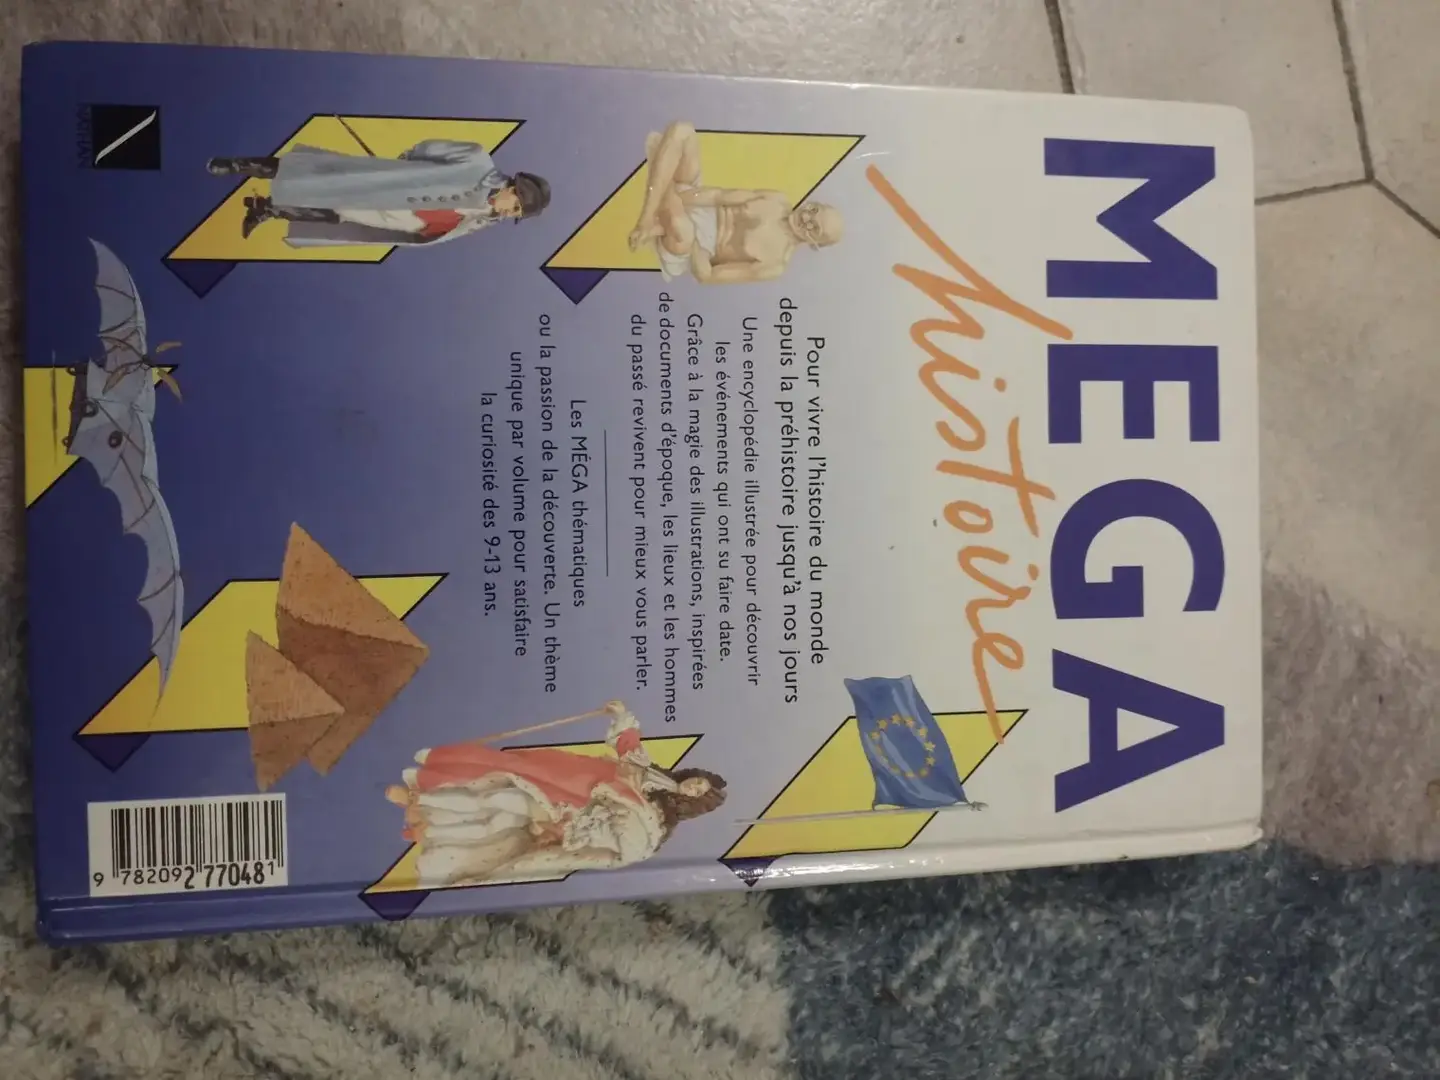 MEGA
histoire
Pour vivre l'histoire du monde
depuis la préhistoire jusqu'à nos jours
Une encyclopédie illustrée pour découvrir
les événements qui ont su faire date.
Grâce à la magie des illustrations, inspirées
de documents d'époque, les lieux et les hommes
du passé revivent pour mieux vous parler.
Les MÉGA thématiques
ou la passion de la découverte. Un thème
unique par volume pour satisfaire
la curiosité des 9-13 ans.
NATHAN
9 782092 770481